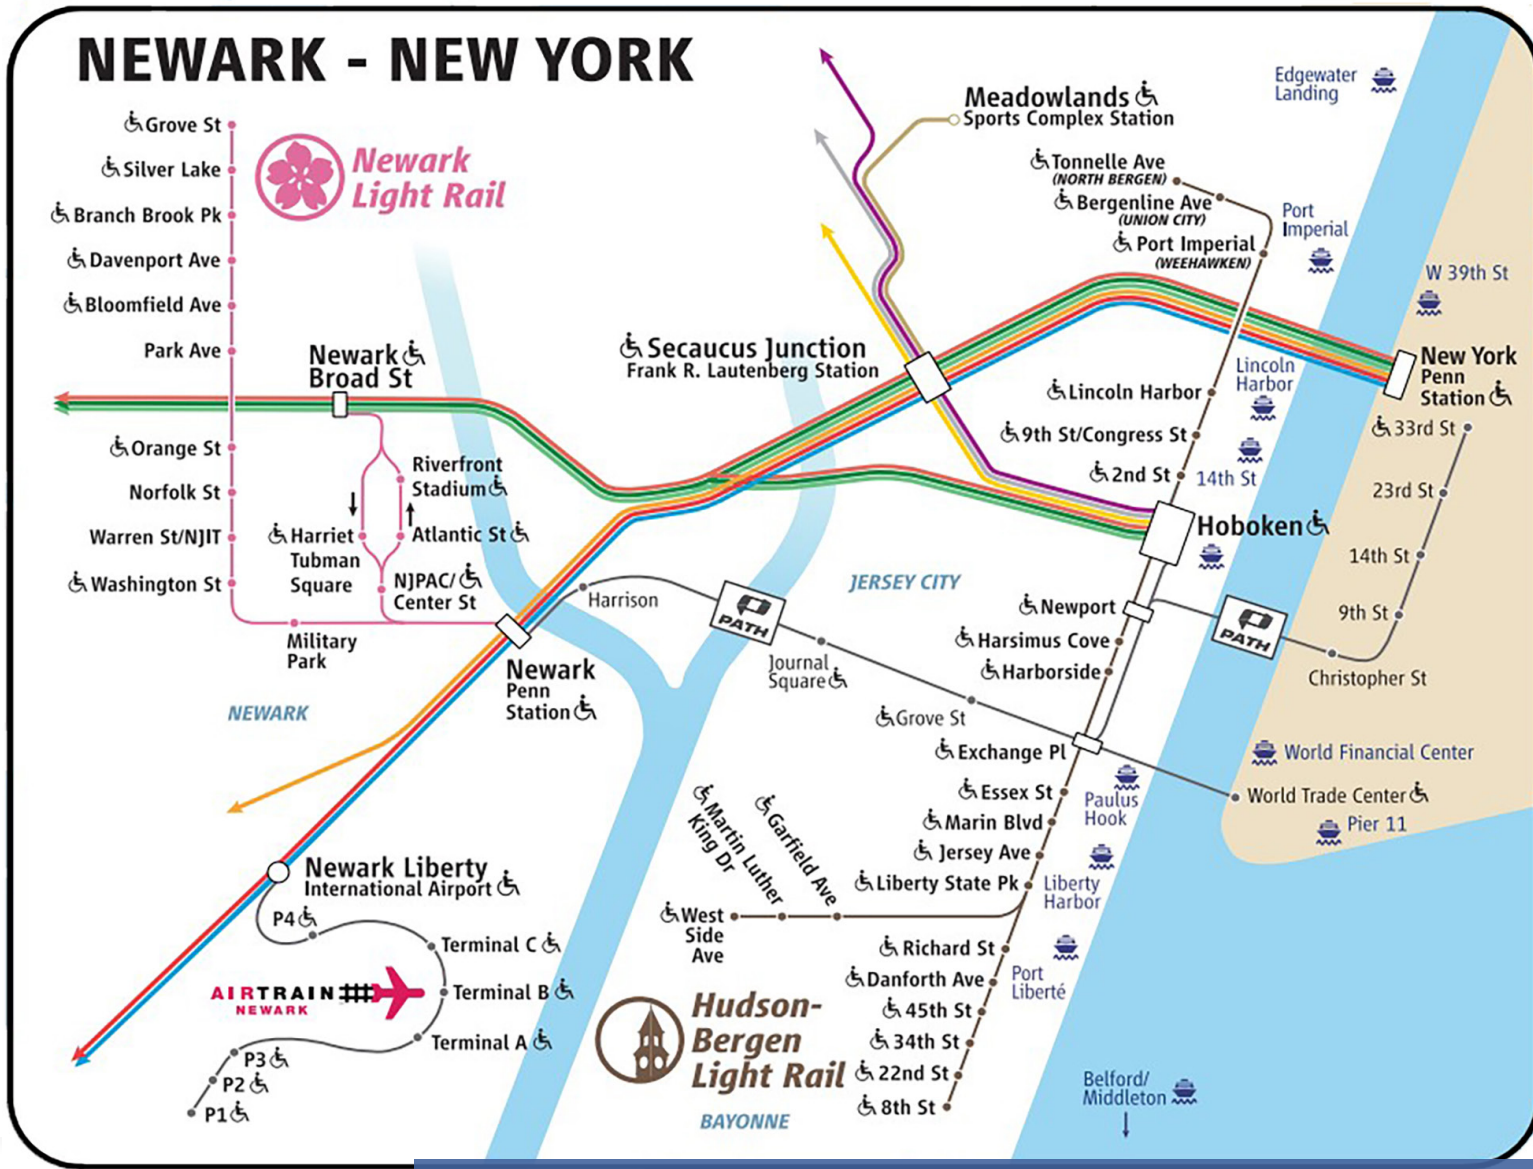 NEWARK - NEW YORK
Grove St
Silver Lake
Branch Brook Pk
Davenport Ave
Bloomfield Ave
Park Ave
Orange St
Norfolk St
Warren St/NJIT
Washington St
Military
Park
Newark
Light Rail
Newark
Broad St
Riverfront
Stadium
Atlantic St
Harriet
Tubman
Square
NJPAC/
Center St
Newark
Penn
Station
NEWARK
Harrison
PATH
Journal
Square
Grove St
JERSEY CITY
Secaucus Junction
Frank R. Lautenberg Station
Meadowlands
Sports Complex Station
Tonnelle Ave
(NORTH BERGEN)
Bergenline Ave
(UNION CITY)
Port Imperial
(WEEHAWKEN)
Lincoln Harbor
9th St/Congress St
2nd St
Hoboken
Newport
Harsimus Cove
Harborside
Exchange Pl
Essex St
Marin Blvd
Jersey Ave
Liberty State Pk
Garfield Ave
Martin Luther
King Dr
West
Side
Ave
Richard St
Danforth Ave
45th St
34th St
22nd St
8th St
Hudson-
Bergen
Light Rail
BAYONNE
Edgewater
Landing
Port
Imperial
W 39th St
Lincoln
Harbor
14th St
New York
Penn
Station
33rd St
23rd St
14th St
9th St
Christopher St
PATH
World Financial Center
World Trade Center
Pier 11
Paulus
Hook
Liberty
Harbor
Port
Liberté
Belford/
Middleton
Newark Liberty
International Airport
P4
Terminal C
Terminal B
Terminal A
P3
P2
P1
AIRTRAIN
NEWARK